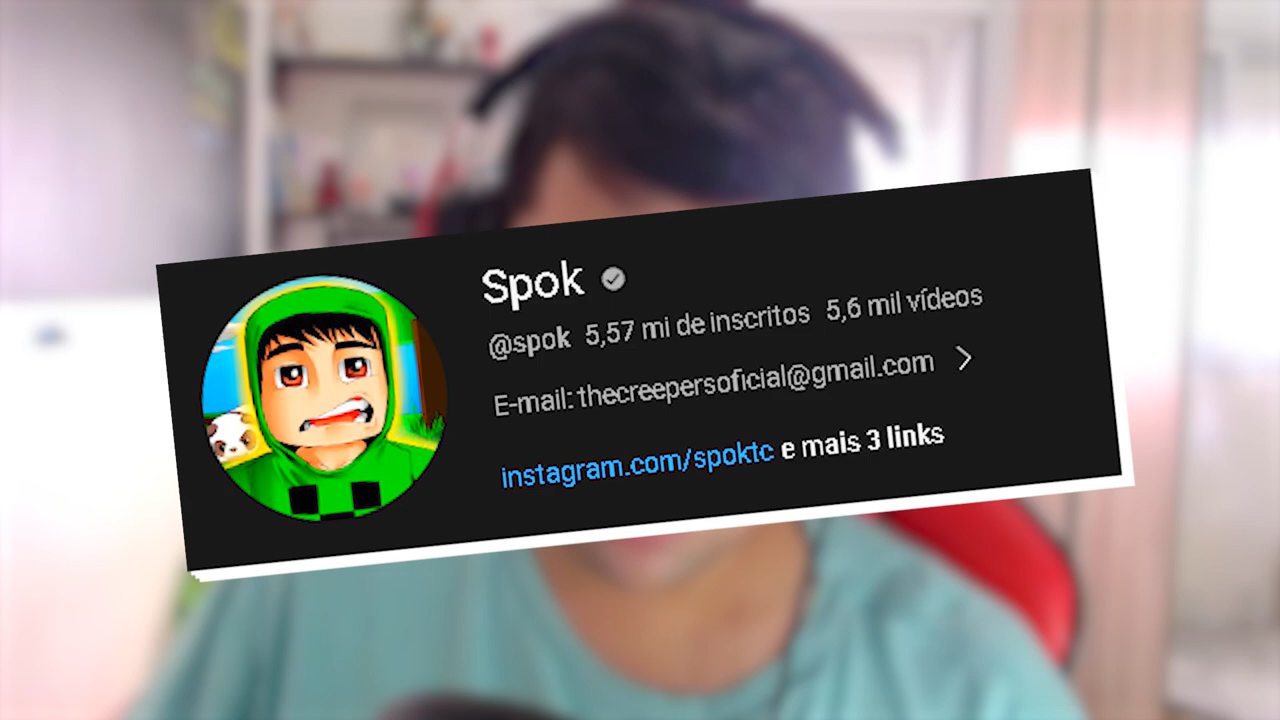 Spok
@spok 5,57 mi de inscritos 5,6 mil vídeos
E-mail: thecreepersoficial@gmail.com
instagram.com/spoktc e mais 3 links